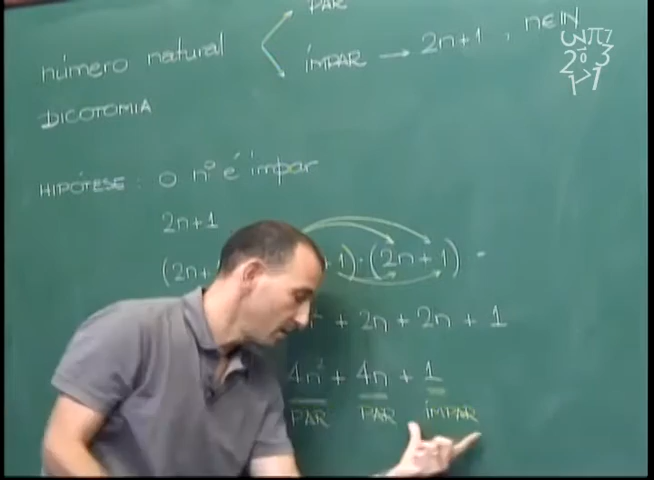 PAR
número natural
ÍMPAR → 2n+1 , n∈ℕ
DICOTOMIA
HIPÓTESE : O nº é ímpar
2n+1
(2n+ +1)·(2n+1)
+ 2n + 2n + 1
4n² + 4n + 1
PAR PAR ÍMPAR